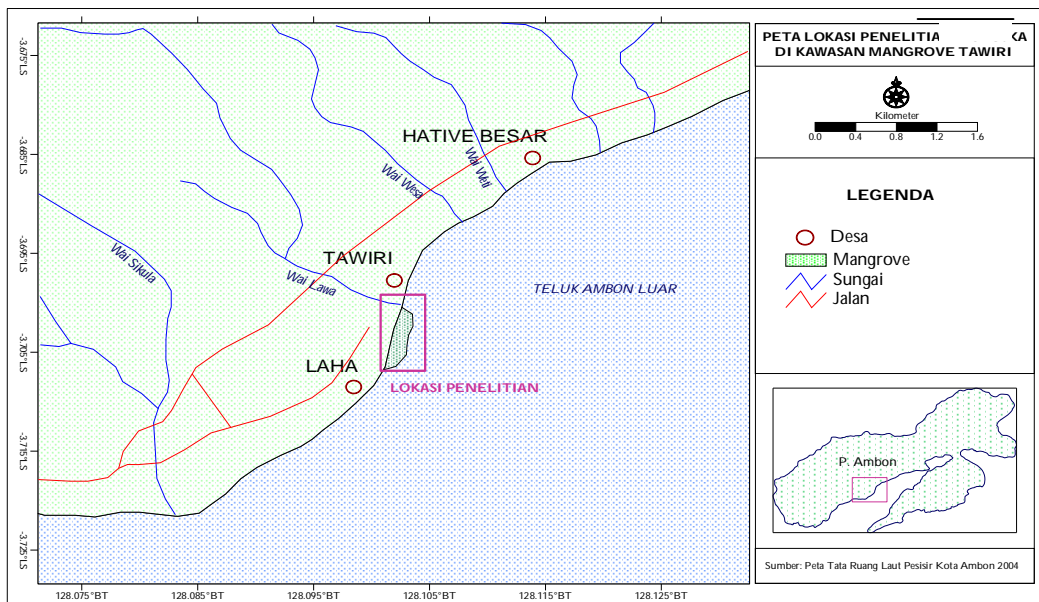 PETA LOKASI PENELITIA KA
DI KAWASAN MANGROVE TAWIRI
Kilometer
0.0 0.4 0.8 1.2 1.6
LEGENDA
Desa
Mangrove
Sungai
Jalan
P. Ambon
Sumber: Peta Tata Ruang Laut Pesisir Kota Ambon 2004
-3.675°LS
-3.685°LS
-3.695°LS
-3.705°LS
-3.715°LS
-3.725°LS
HATIVE BESAR
Wai Weti
Wai Wesa
TAWIRI
Wai Sikula
Wai Lawa
TELUK AMBON LUAR
LAHA
LOKASI PENELITIAN
128.075°BT 128.085°BT 128.095°BT 128.105°BT 128.115°BT 128.125°BT